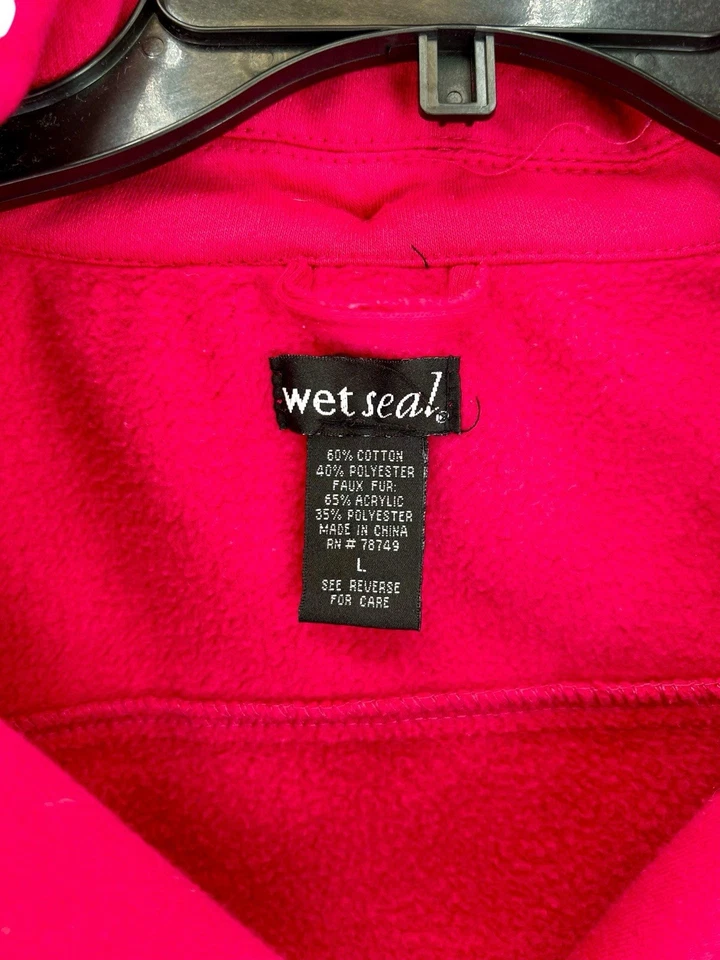 wet seal®
60% COTTON
40% POLYESTER
FAUX FUR:
65% ACRYLIC
35% POLYESTER
MADE IN CHINA
RN # 78749
L
SEE REVERSE
FOR CARE